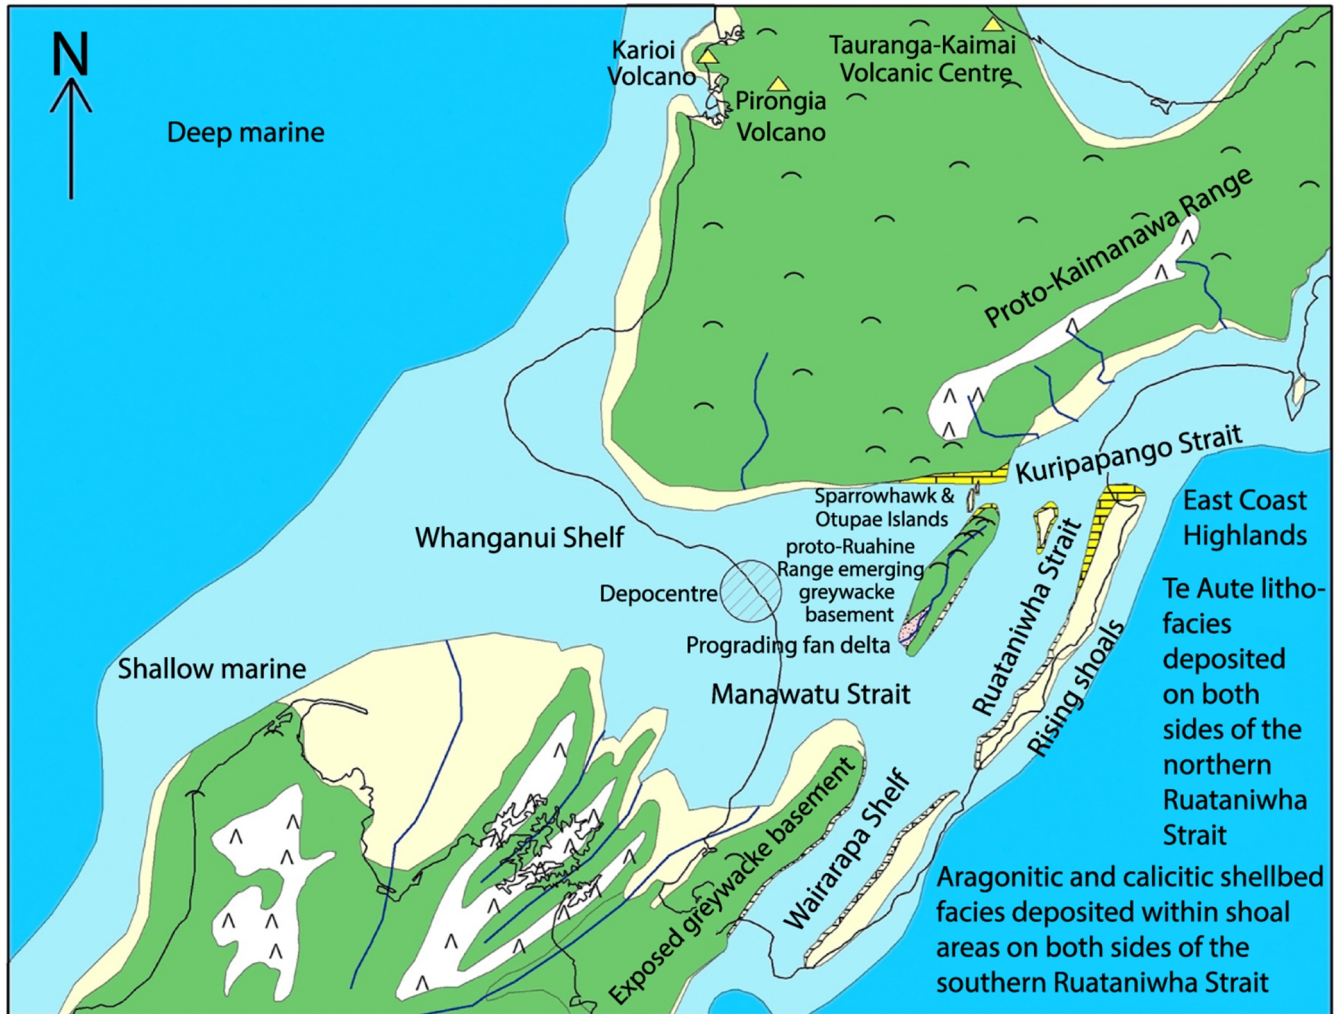 N
Deep marine
Karioi
Volcano
Pirongia
Volcano
Tauranga-Kaimai
Volcanic Centre
Proto-Kaimanawa Range
Kuripapango Strait
Sparrowhawk &
Otupae Islands
proto-Ruahine
Range emerging
greywacke
basement
Prograding fan delta
Whanganui Shelf
Depocentre
Manawatu Strait
Ruataniwha Strait
Rising shoals
East Coast
Highlands
Te Aute litho-
facies
deposited
on both
sides of the
northern
Ruataniwha
Strait
Shallow marine
Exposed greywacke basement
Wairarapa Shelf
Aragonitic and calicitic shellbed
facies deposited within shoal
areas on both sides of the
southern Ruataniwha Strait